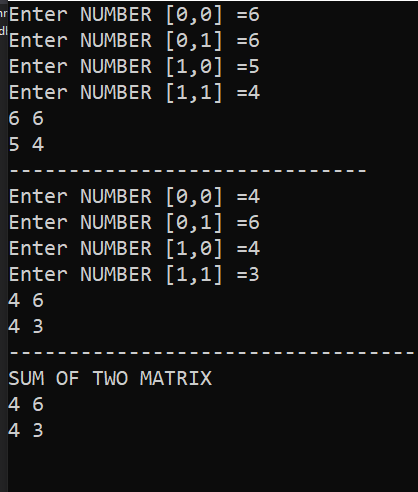 Enter NUMBER [0,0] =6
Enter NUMBER [0,1] =6
Enter NUMBER [1,0] =5
Enter NUMBER [1,1] =4
6 6
5 4
------------------------------
Enter NUMBER [0,0] =4
Enter NUMBER [0,1] =6
Enter NUMBER [1,0] =4
Enter NUMBER [1,1] =3
4 6
4 3
----------------------------------
SUM OF TWO MATRIX
4 6
4 3